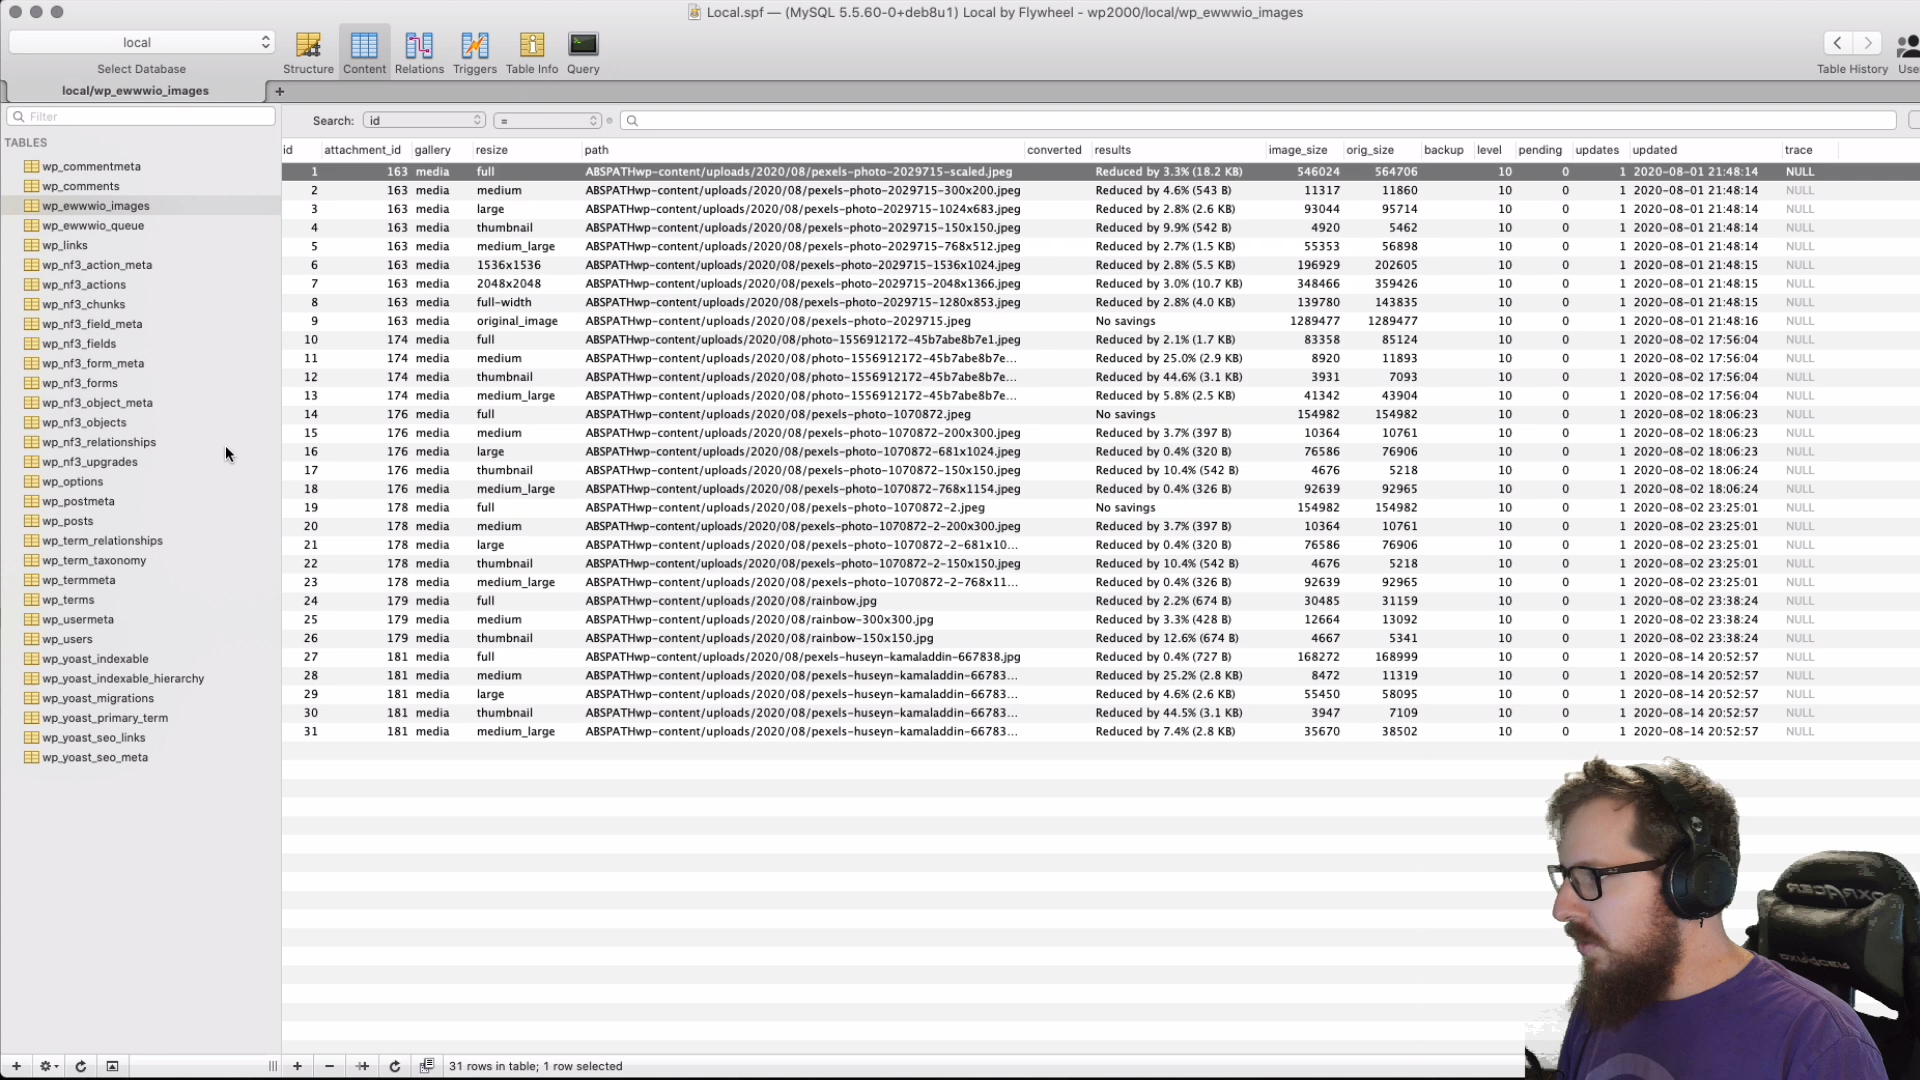 Local.spf — (MySQL 5.5.60-0+deb8u1) Local by Flywheel - wp2000/local/wp_ewwwio_images
local
Select Database
Structure Content Relations Triggers Table Info Query
Table History
local/wp_ewwwio_images +
Filter
TABLES
wp_commentmeta
wp_comments
wp_ewwwio_images
wp_ewwwio_queue
wp_links
wp_nf3_action_meta
wp_nf3_actions
wp_nf3_chunks
wp_nf3_field_meta
wp_nf3_fields
wp_nf3_form_meta
wp_nf3_forms
wp_nf3_object_meta
wp_nf3_objects
wp_nf3_relationships
wp_nf3_upgrades
wp_options
wp_postmeta
wp_posts
wp_term_relationships
wp_term_taxonomy
wp_termmeta
wp_terms
wp_usermeta
wp_users
wp_yoast_indexable
wp_yoast_indexable_hierarchy
wp_yoast_migrations
wp_yoast_primary_term
wp_yoast_seo_links
wp_yoast_seo_meta
Search: id =
id attachment_id gallery resize path converted results image_size orig_size backup level pending updates updated trace
1 163 media full ABSPATHwp-content/uploads/2020/08/pexels-photo-2029715-scaled.jpeg Reduced by 3.3% (18.2 KB) 546024 564706 10 0 1 2020-08-01 21:48:14 NULL
2 163 media medium ABSPATHwp-content/uploads/2020/08/pexels-photo-2029715-300x200.jpeg Reduced by 4.6% (543 B) 11317 11860 10 0 1 2020-08-01 21:48:14 NULL
3 163 media large ABSPATHwp-content/uploads/2020/08/pexels-photo-2029715-1024x683.jpeg Reduced by 2.8% (2.6 KB) 93044 95714 10 0 1 2020-08-01 21:48:14 NULL
4 163 media thumbnail ABSPATHwp-content/uploads/2020/08/pexels-photo-2029715-150x150.jpeg Reduced by 9.9% (542 B) 4920 5462 10 0 1 2020-08-01 21:48:14 NULL
5 163 media medium_large ABSPATHwp-content/uploads/2020/08/pexels-photo-2029715-768x512.jpeg Reduced by 2.7% (1.5 KB) 55353 56898 10 0 1 2020-08-01 21:48:14 NULL
6 163 media 1536x1536 ABSPATHwp-content/uploads/2020/08/pexels-photo-2029715-1536x1024.jpeg Reduced by 2.8% (5.5 KB) 196929 202605 10 0 1 2020-08-01 21:48:15 NULL
7 163 media 2048x2048 ABSPATHwp-content/uploads/2020/08/pexels-photo-2029715-2048x1366.jpeg Reduced by 3.0% (10.7 KB) 348466 359426 10 0 1 2020-08-01 21:48:15 NULL
8 163 media full-width ABSPATHwp-content/uploads/2020/08/pexels-photo-2029715-1280x853.jpeg Reduced by 2.8% (4.0 KB) 139780 143835 10 0 1 2020-08-01 21:48:15 NULL
9 163 media original_image ABSPATHwp-content/uploads/2020/08/pexels-photo-2029715.jpeg No savings 1289477 1289477 10 0 1 2020-08-01 21:48:16 NULL
10 174 media full ABSPATHwp-content/uploads/2020/08/photo-1556912172-45b7abe8b7e1.jpeg Reduced by 2.1% (1.7 KB) 83358 85124 10 0 1 2020-08-02 17:56:04 NULL
11 174 media medium ABSPATHwp-content/uploads/2020/08/photo-1556912172-45b7abe8b7e... Reduced by 25.0% (2.9 KB) 8920 11893 10 0 1 2020-08-02 17:56:04 NULL
12 174 media thumbnail ABSPATHwp-content/uploads/2020/08/photo-1556912172-45b7abe8b7e... Reduced by 44.6% (3.1 KB) 3931 7093 10 0 1 2020-08-02 17:56:04 NULL
13 174 media medium_large ABSPATHwp-content/uploads/2020/08/photo-1556912172-45b7abe8b7e... Reduced by 5.8% (2.5 KB) 41342 43904 10 0 1 2020-08-02 17:56:04 NULL
14 176 media full ABSPATHwp-content/uploads/2020/08/pexels-photo-1070872.jpeg No savings 154982 154982 10 0 1 2020-08-02 18:06:23 NULL
15 176 media medium ABSPATHwp-content/uploads/2020/08/pexels-photo-1070872-200x300.jpeg Reduced by 3.7% (397 B) 10364 10761 10 0 1 2020-08-02 18:06:23 NULL
16 176 media large ABSPATHwp-content/uploads/2020/08/pexels-photo-1070872-681x1024.jpeg Reduced by 0.4% (320 B) 76586 76906 10 0 1 2020-08-02 18:06:23 NULL
17 176 media thumbnail ABSPATHwp-content/uploads/2020/08/pexels-photo-1070872-150x150.jpeg Reduced by 10.4% (542 B) 4676 5218 10 0 1 2020-08-02 18:06:24 NULL
18 176 media medium_large ABSPATHwp-content/uploads/2020/08/pexels-photo-1070872-768x1154.jpeg Reduced by 0.4% (326 B) 92639 92965 10 0 1 2020-08-02 18:06:24 NULL
19 178 media full ABSPATHwp-content/uploads/2020/08/pexels-photo-1070872-2.jpeg No savings 154982 154982 10 0 1 2020-08-02 23:25:01 NULL
20 178 media medium ABSPATHwp-content/uploads/2020/08/pexels-photo-1070872-2-200x300.jpeg Reduced by 3.7% (397 B) 10364 10761 10 0 1 2020-08-02 23:25:01 NULL
21 178 media large ABSPATHwp-content/uploads/2020/08/pexels-photo-1070872-2-681x10... Reduced by 0.4% (320 B) 76586 76906 10 0 1 2020-08-02 23:25:01 NULL
22 178 media thumbnail ABSPATHwp-content/uploads/2020/08/pexels-photo-1070872-2-150x150.jpeg Reduced by 10.4% (542 B) 4676 5218 10 0 1 2020-08-02 23:25:01 NULL
23 178 media medium_large ABSPATHwp-content/uploads/2020/08/pexels-photo-1070872-2-768x11... Reduced by 0.4% (326 B) 92639 92965 10 0 1 2020-08-02 23:25:01 NULL
24 179 media full ABSPATHwp-content/uploads/2020/08/rainbow.jpg Reduced by 2.2% (674 B) 30485 31159 10 0 1 2020-08-02 23:38:24 NULL
25 179 media medium ABSPATHwp-content/uploads/2020/08/rainbow-300x300.jpg Reduced by 3.3% (428 B) 12664 13092 10 0 1 2020-08-02 23:38:24 NULL
26 179 media thumbnail ABSPATHwp-content/uploads/2020/08/rainbow-150x150.jpg Reduced by 12.6% (674 B) 4667 5341 10 0 1 2020-08-02 23:38:24 NULL
27 181 media full ABSPATHwp-content/uploads/2020/08/pexels-huseyn-kamaladdin-667838.jpg Reduced by 0.4% (727 B) 168272 168999 10 0 1 2020-08-14 20:52:57 NULL
28 181 media medium ABSPATHwp-content/uploads/2020/08/pexels-huseyn-kamaladdin-66783... Reduced by 25.2% (2.8 KB) 8472 11319 10 0 1 2020-08-14 20:52:57 NULL
29 181 media large ABSPATHwp-content/uploads/2020/08/pexels-huseyn-kamaladdin-66783... Reduced by 4.6% (2.6 KB) 55450 58095 10 0 1 2020-08-14 20:52:57 NULL
30 181 media thumbnail ABSPATHwp-content/uploads/2020/08/pexels-huseyn-kamaladdin-66783... Reduced by 44.5% (3.1 KB) 3947 7109 10 0 1 2020-08-14 20:52:57 NULL
31 181 media medium_large ABSPATHwp-content/uploads/2020/08/pexels-huseyn-kamaladdin-66783... Reduced by 7.4% (2.8 KB) 35670 38502 10 0 1 2020-08-14 20:52:57 NULL
31 rows in table; 1 row selected